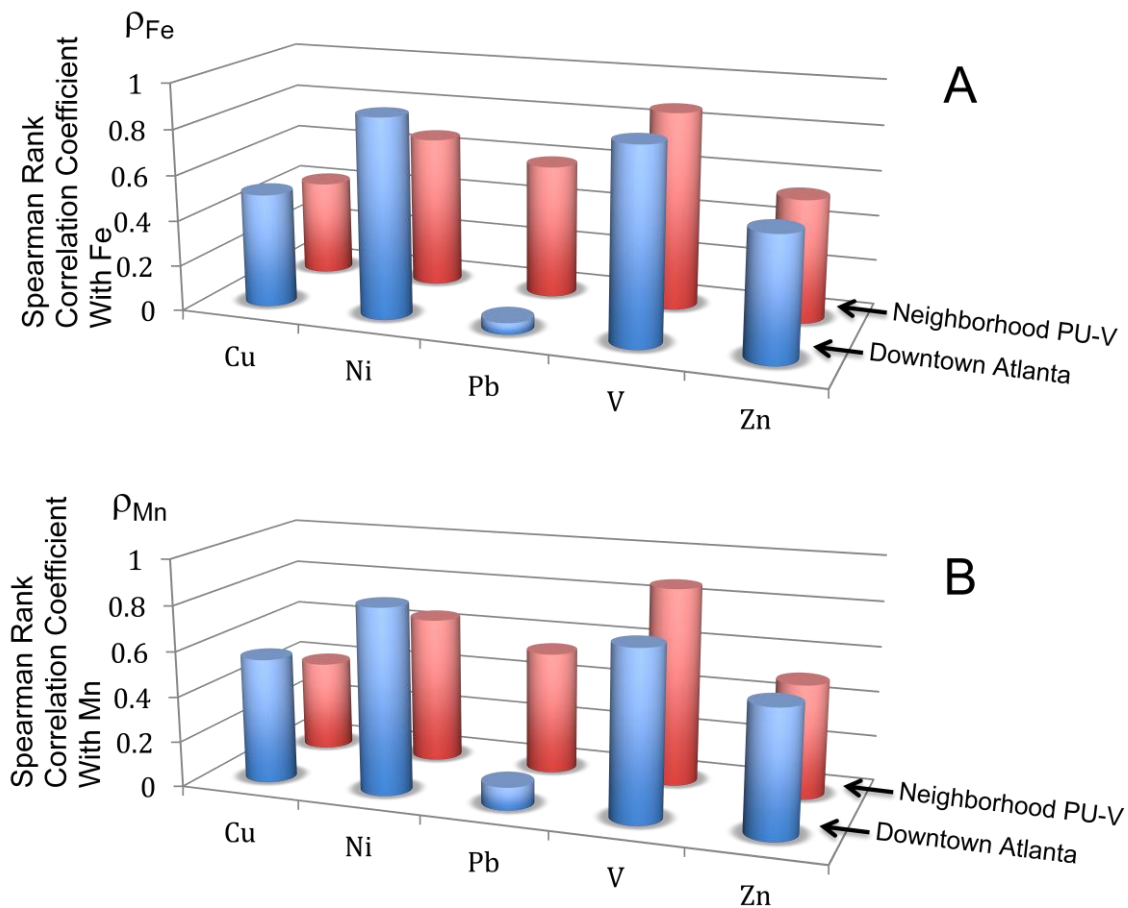 ρFe
A
Spearman Rank
Correlation Coefficient
With Fe
1
0.8
0.6
0.4
0.2
0
Cu
Ni
Pb
V
Zn
Neighborhood PU-V
Downtown Atlanta
ρMn
B
Spearman Rank
Correlation Coefficient
With Mn
1
0.8
0.6
0.4
0.2
0
Cu
Ni
Pb
V
Zn
Neighborhood PU-V
Downtown Atlanta